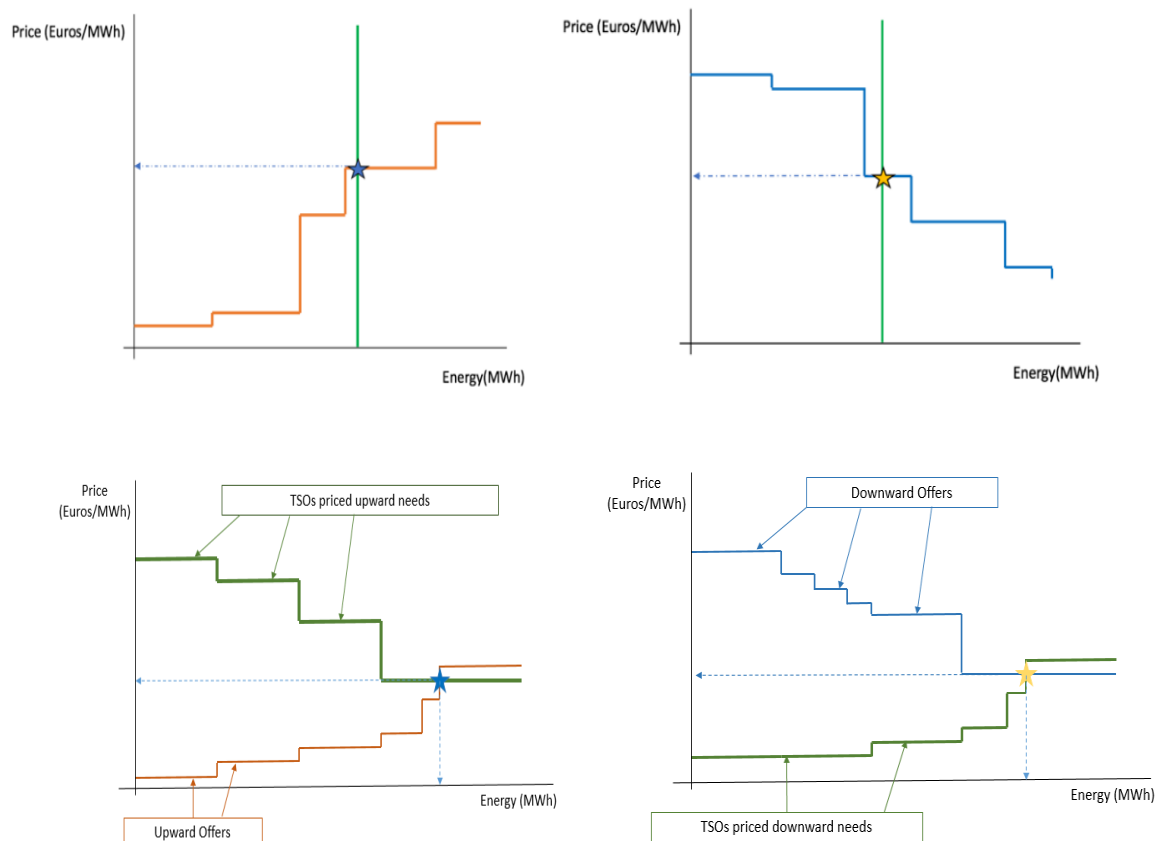 Price (Euros/MWh)
Energy(MWh)
Price (Euros/MWh)
Energy(MWh)
Price
(Euros/MWh)
TSOs priced upward needs
Energy (MWh)
Upward Offers
Price
(Euros/MWh)
Downward Offers
Energy (MWh)
TSOs priced downward needs